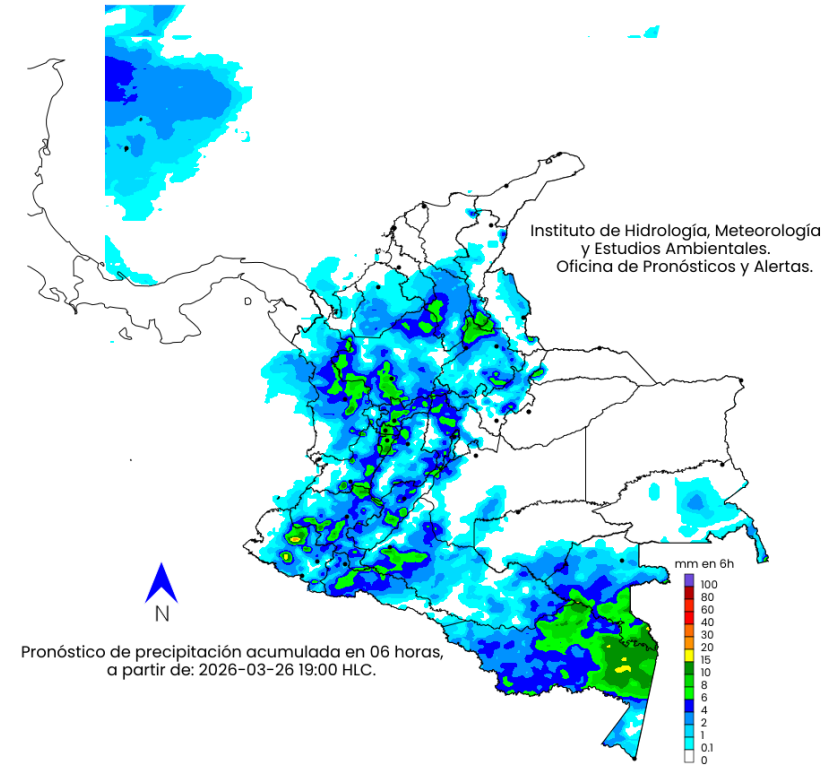 Instituto de Hidrología, Meteorología
y Estudios Ambientales.
Oficina de Pronósticos y Alertas.
mm en 6h
100
80
60
40
30
20
15
10
8
6
4
2
1
0.1
0
N
Pronóstico de precipitación acumulada en 06 horas,
a partir de: 2026-03-26 19:00 HLC.